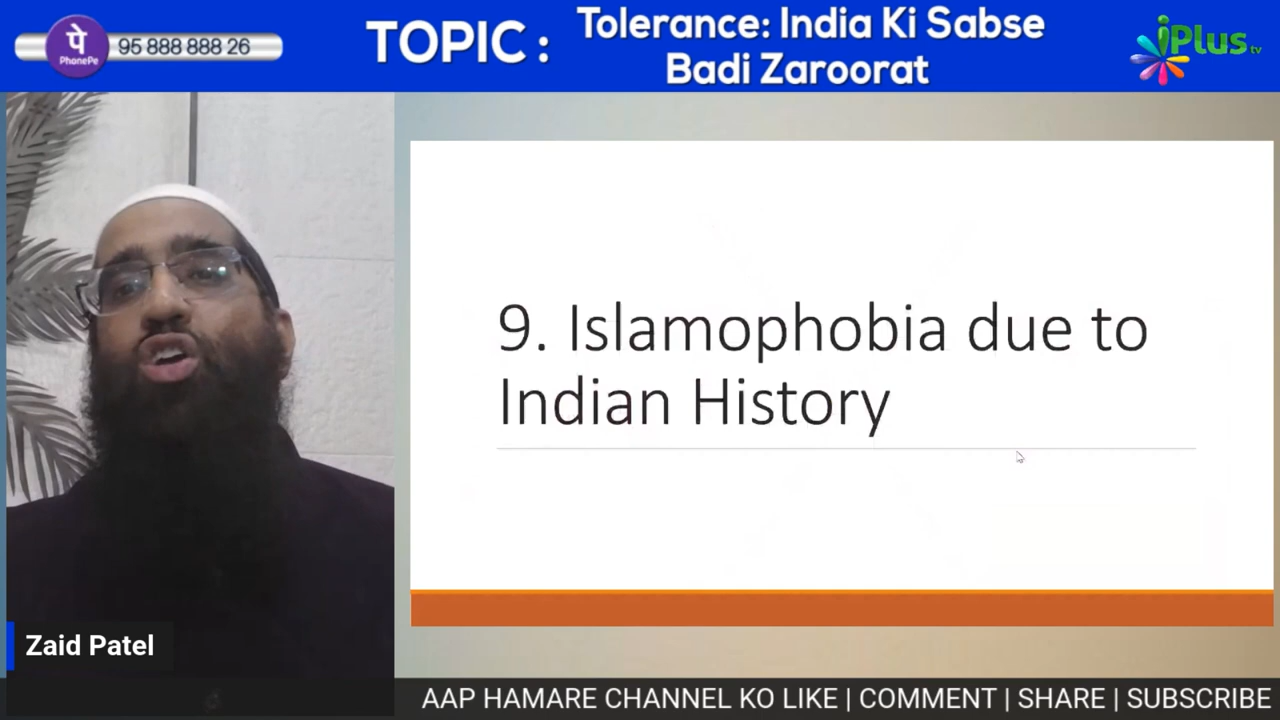 पे
PhonePe
95 888 888 26
TOPIC :
Tolerance: India Ki Sabse
Badi Zaroorat
iPlus tv
9. Islamophobia due to
Indian History
Zaid Patel
AAP HAMARE CHANNEL KO LIKE | COMMENT | SHARE | SUBSCRIBE